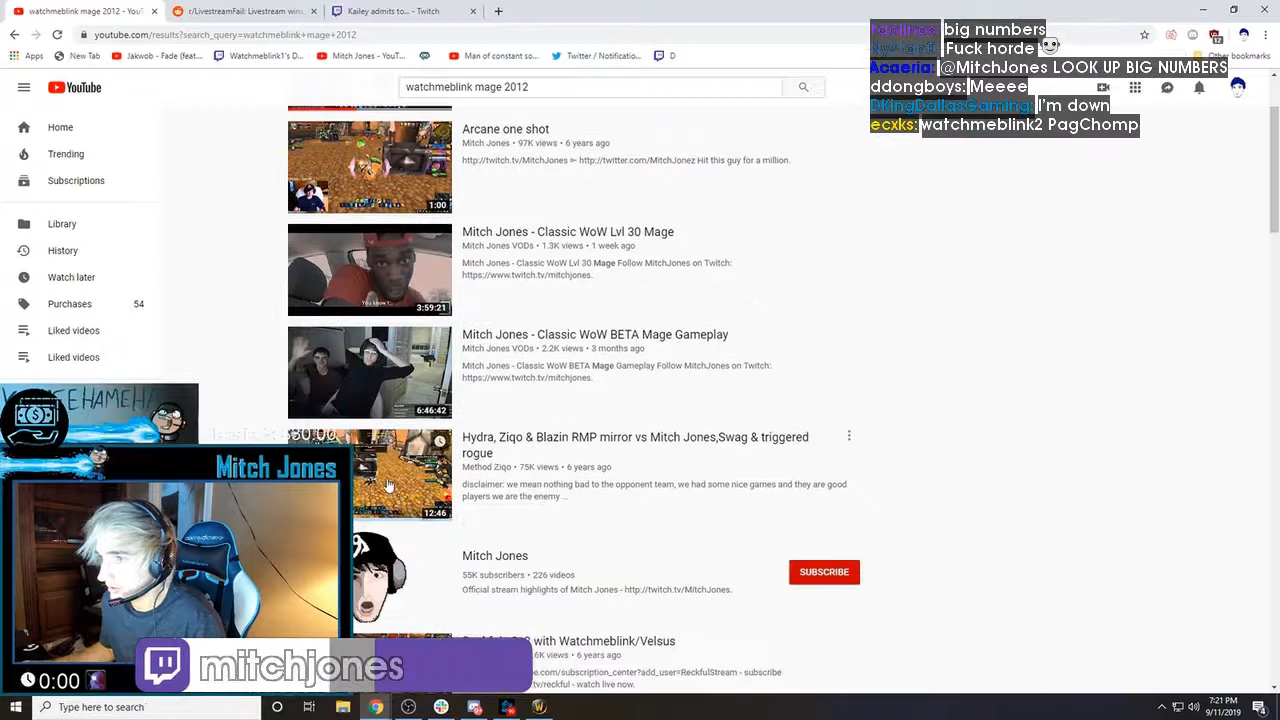 watchmeblink mage 2012 - YouT
r/LivestreamFail: Livestream winu
Asmongold - Twitch
youtube.com/results?search_query=watchmeblink+mage+2012
Apps
New Tab
Jakwob - Fade (Etherw
Watch WD-5
Mitch Jones - YouTu
Man of constant so
Twitter / Notificatio
Other bookmarks
big numbers
Fuck horde
Acaeria: @MitchJones LOOK UP BIG NUMBERS
ddongboys: Meeee
DKingDallasGaming: I'm down
ecxks: watchmeblink2 PagChomp
YouTube
watchmeblink mage 2012
Home
Trending
Subscriptions
Library
History
Watch later
Purchases 54
Liked videos
Liked videos
Arcane one shot
Mitch Jones • 97K views • 6 years ago
http://twitch.tv/MitchJones ⊨ http://twitter.com/MitchJonez Hit this guy for a million.
1:00
Mitch Jones - Classic WoW Lvl 30 Mage
Mitch Jones VODs • 1.3K views • 1 week ago
Mitch Jones - Classic WoW Lvl 30 Mage Follow MitchJones on Twitch:
https://www.twitch.tv/mitchjones.
3:59:21
Mitch Jones - Classic WoW BETA Mage Gameplay
Mitch Jones VODs • 2.2K views • 3 months ago
Mitch Jones - Classic WoW BETA Mage Gameplay Follow MitchJones on Twitch:
https://www.twitch.tv/mitchjones.
6:46:42
Hydra, Ziqo & Blazin RMP mirror vs Mitch Jones,Swag & triggered
rogue
Method Ziqo • 75K views • 6 years ago
disclaimer: we mean nothing bad to the opponent team, we had some nice games and they are good
players we are the enemy ...
12:46
Mitch Jones
55K subscribers • 226 videos
Official stream highlights of Mitch Jones - http://twitch.tv/MitchJones.
SUBSCRIBE
with Watchmeblink/Velsus
6K views • 6 years ago
be.com/subscription_center?add_user=ReckfulStream - subscribe
tv/reckful - watch live now.
Mitch Jones
0:00
mitchjones
Type here to search
7:21 PM
9/11/2019